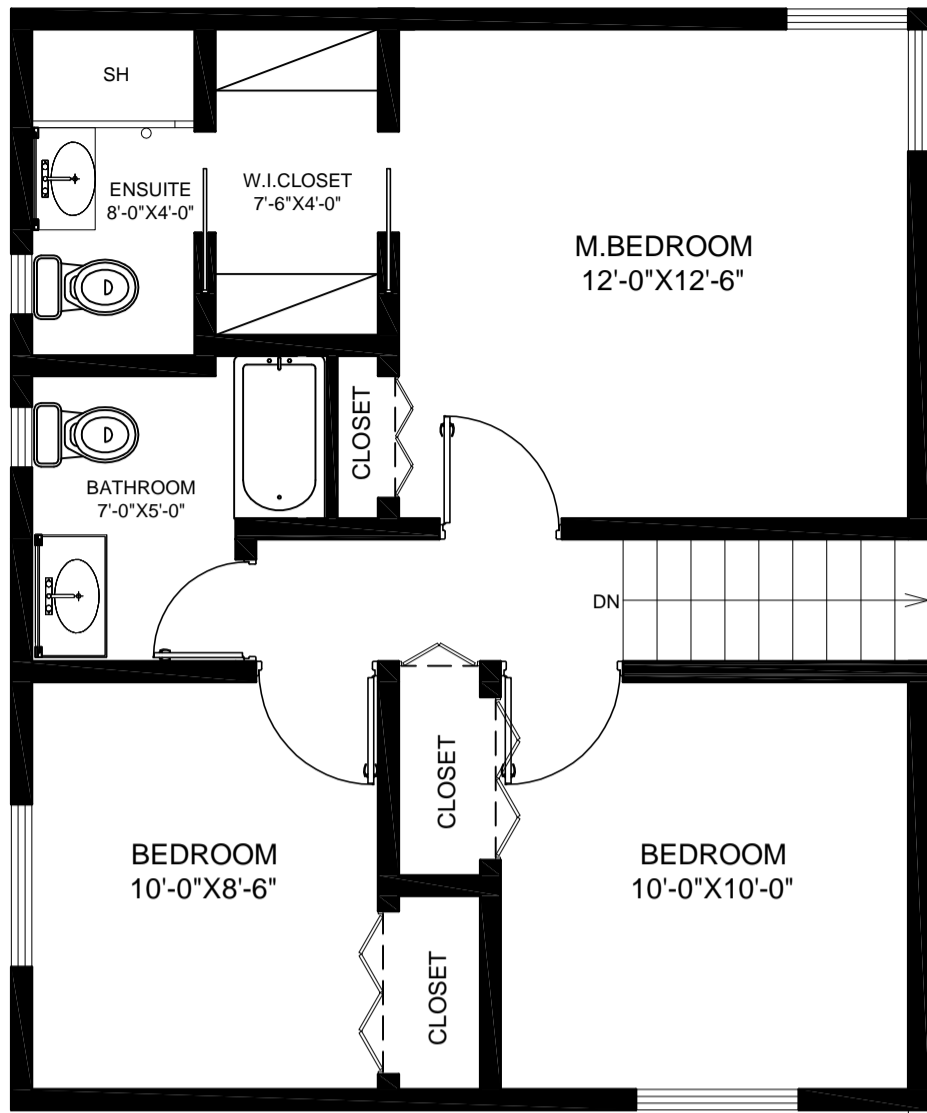 SH
ENSUITE
8'-0"X4'-0"
W.I.CLOSET
7'-6"X4'-0"
M.BEDROOM
12'-0"X12'-6"
CLOSET
BATHROOM
7'-0"X5'-0"
DN
CLOSET
BEDROOM
10'-0"X8'-6"
BEDROOM
10'-0"X10'-0"
CLOSET